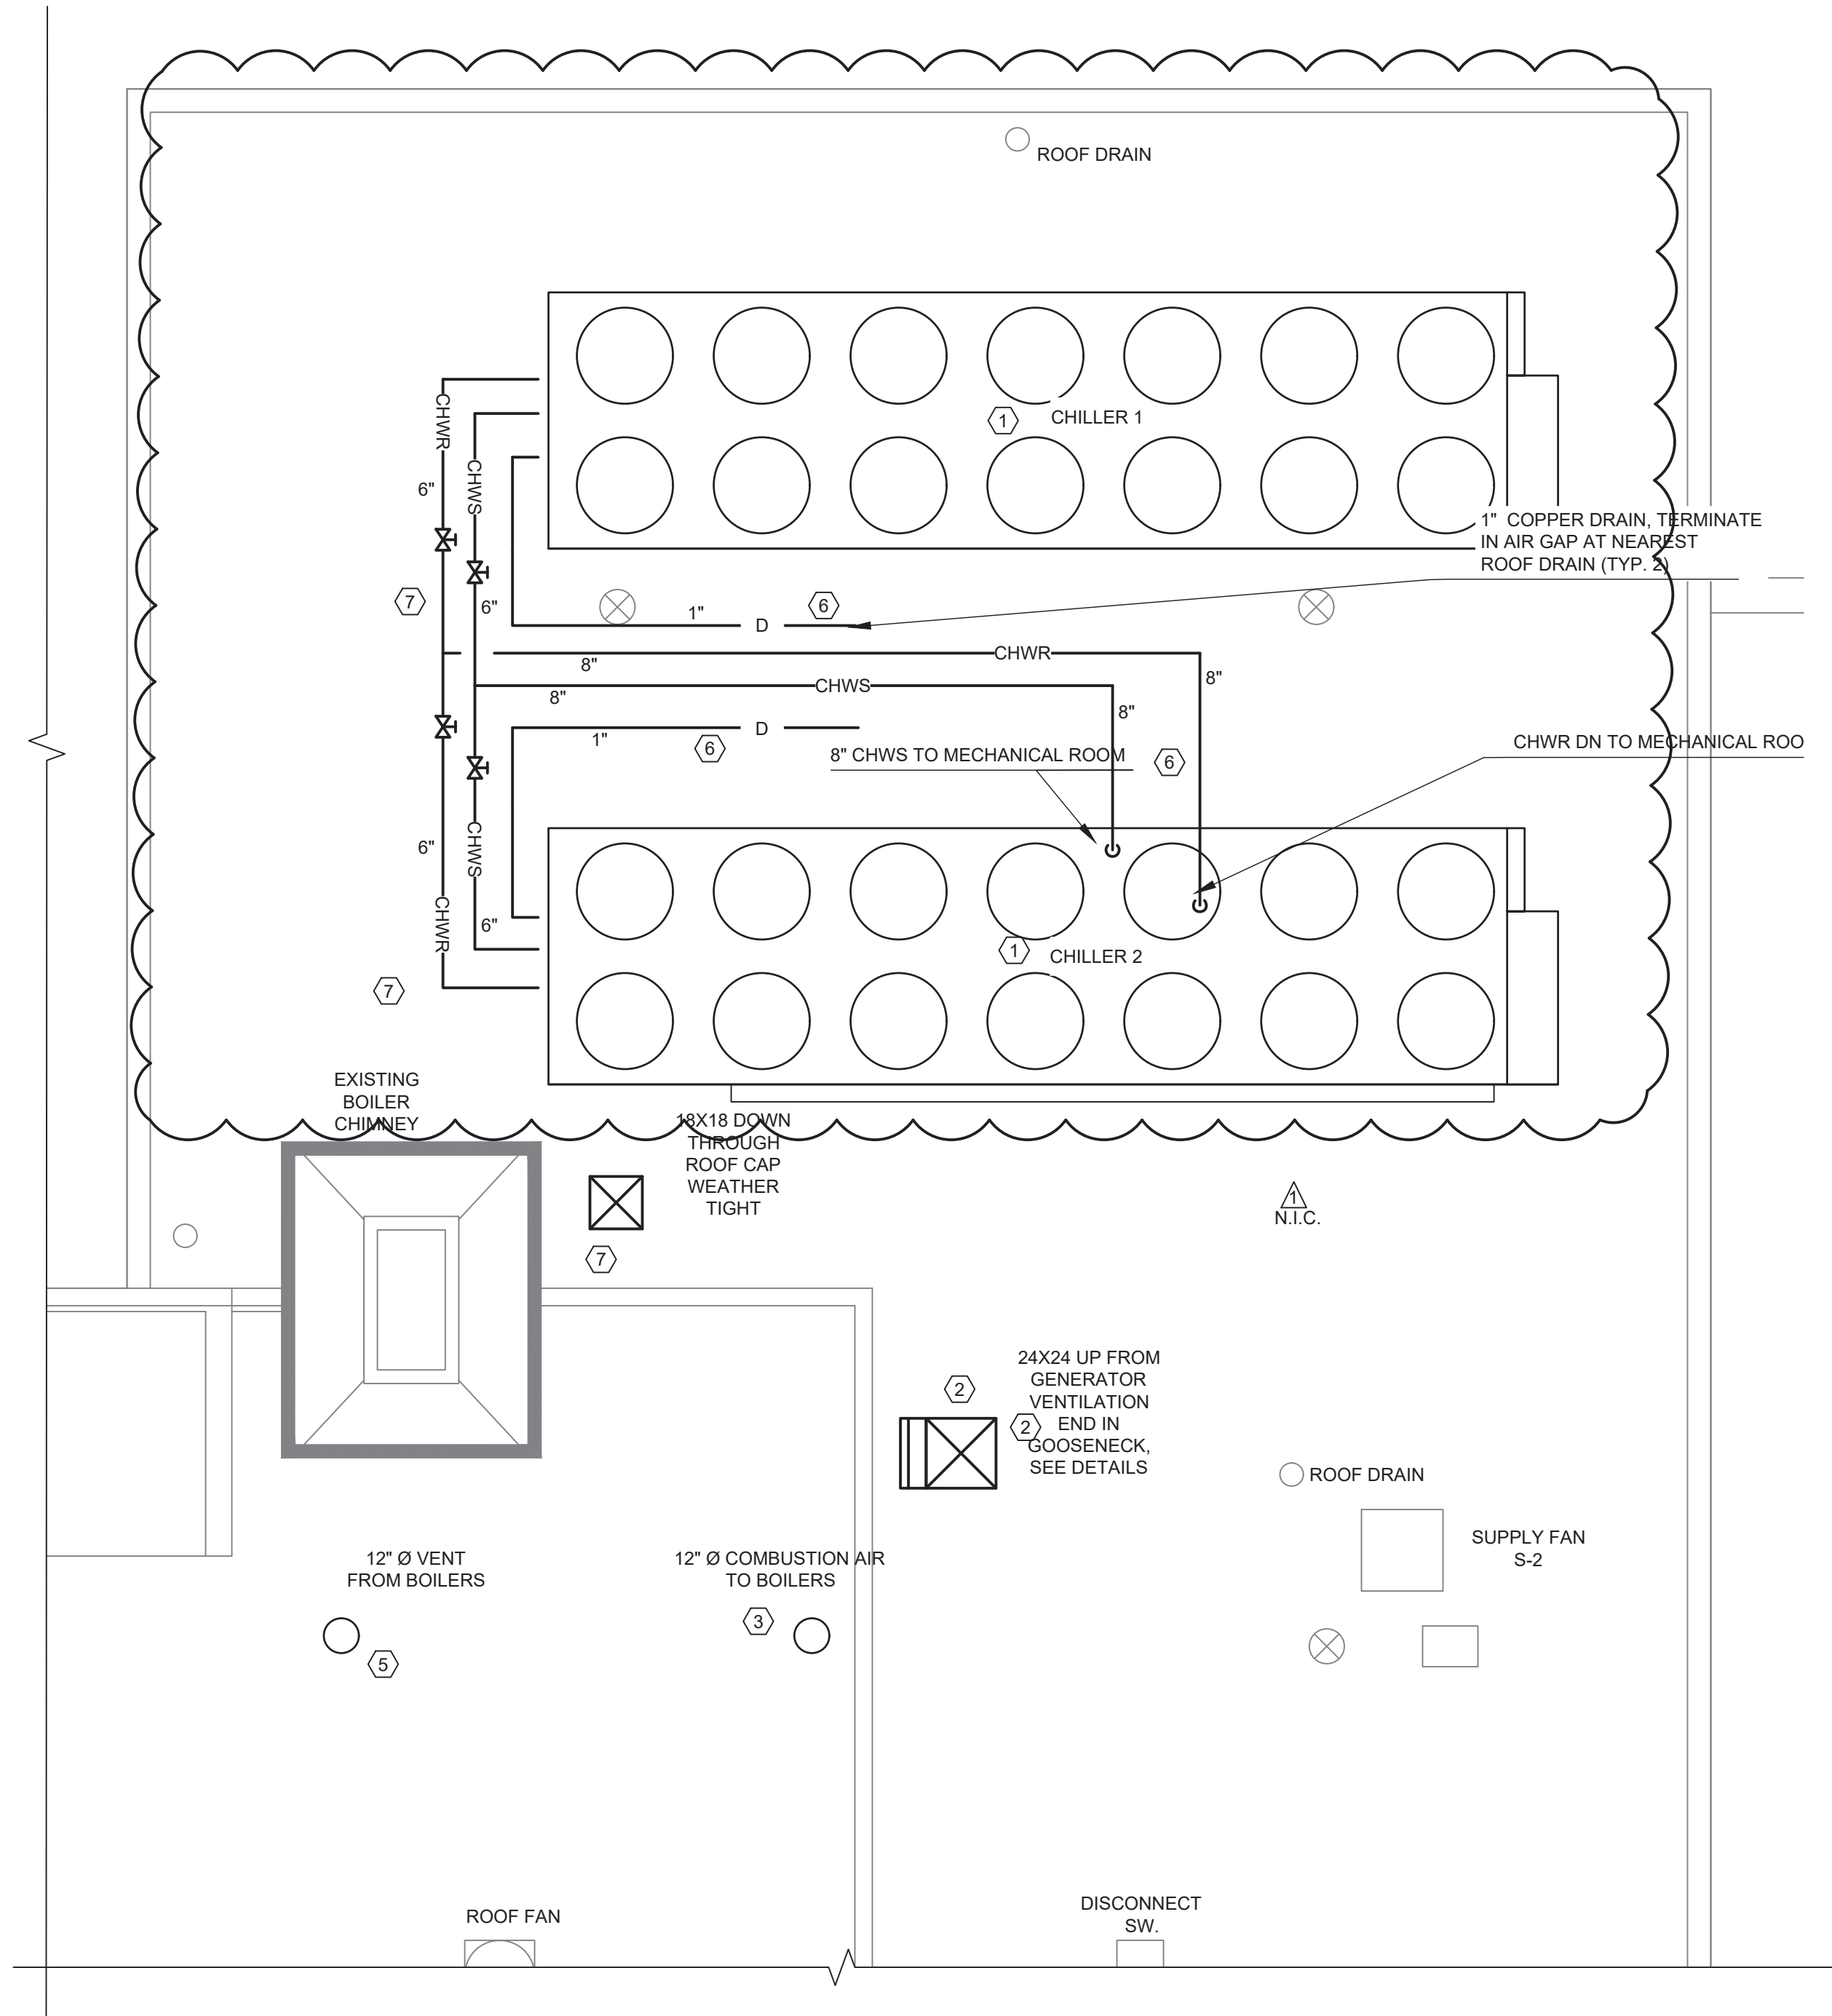 ROOF DRAIN
CHWR
CHWS
6"
1
CHILLER 1
1" COPPER DRAIN, TERMINATE
IN AIR GAP AT NEAREST
ROOF DRAIN (TYP. 2)
7
6"
1"
D
6
8"
CHWR
8"
CHWS
8"
8"
1"
6
D
8" CHWS TO MECHANICAL ROOM
6
CHWR DN TO MECHANICAL ROO
6"
CHWS
CHWR
6"
1
CHILLER 2
7
EXISTING
BOILER
CHIMNEY
18X18 DOWN
THROUGH
ROOF CAP
WEATHER
TIGHT
7
1
N.I.C.
2
24X24 UP FROM
GENERATOR
VENTILATION
END IN
GOOSENECK,
SEE DETAILS
2
ROOF DRAIN
SUPPLY FAN
S-2
12" Ø VENT
FROM BOILERS
5
12" Ø COMBUSTION AIR
TO BOILERS
3
ROOF FAN
DISCONNECT
SW.